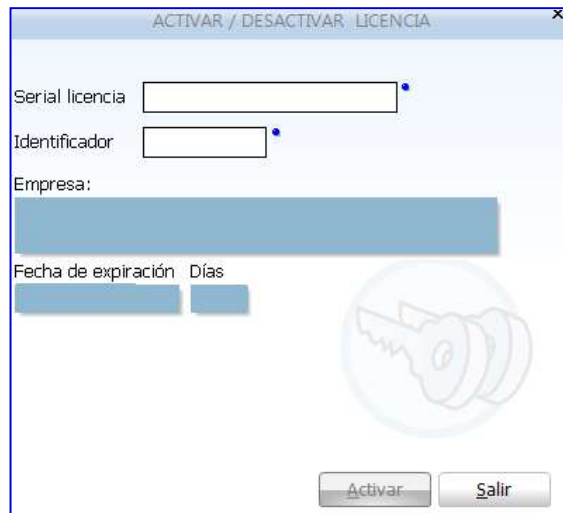 ACTIVAR / DESACTIVAR LICENCIA
x
Serial licencia
Identificador
Empresa:
Fecha de expiración Días
Activar Salir